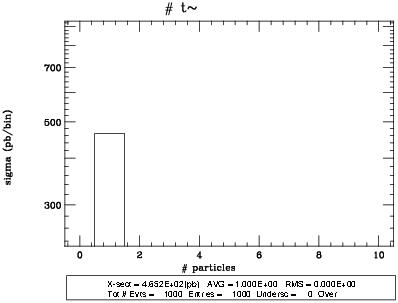 # t~
700
500
300
sigma (pb/bin)
0 2 4 6 8 10
# particles
X-sect = 4.652E+02(pb) AVG = 1.000E+00 RMS = 0.000E+00
Tot # Evts = 1000 Entries = 1000 Undersc = 0 Over